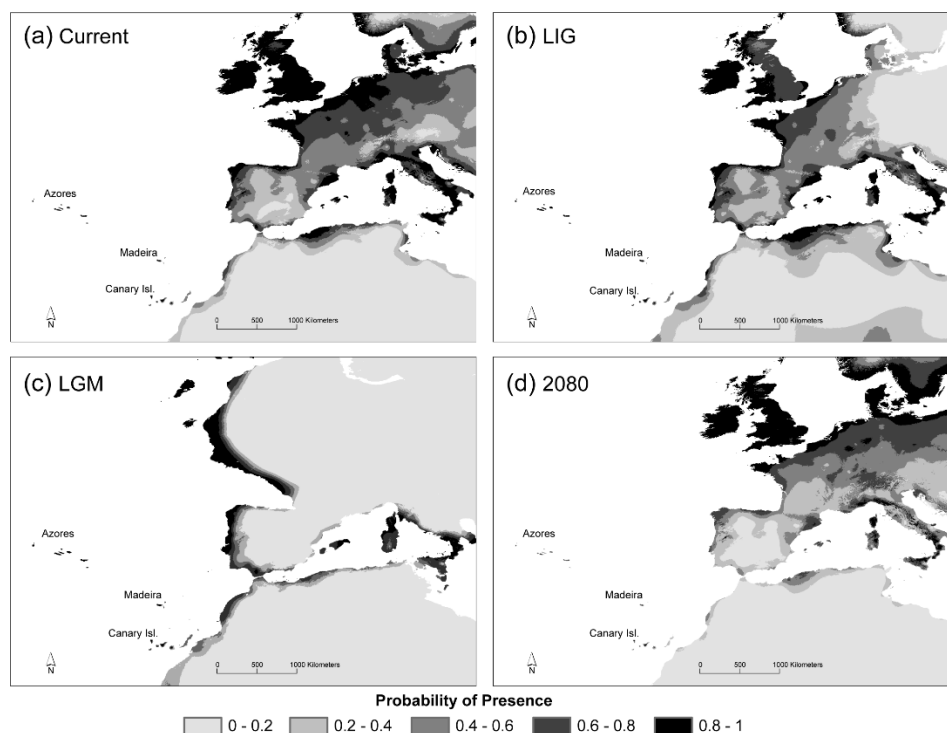 (a) Current
Azores
Madeira
Canary Isl.
N
0 500 1000 Kilometers
(b) LIG
Azores
Madeira
Canary Isl.
N
0 500 1000 Kilometers
(c) LGM
Azores
Madeira
Canary Isl.
N
0 500 1000 Kilometers
(d) 2080
Azores
Madeira
Canary Isl.
N
0 500 1000 Kilometers
Probability of Presence
0 - 0.2 0.2 - 0.4 0.4 - 0.6 0.6 - 0.8 0.8 - 1